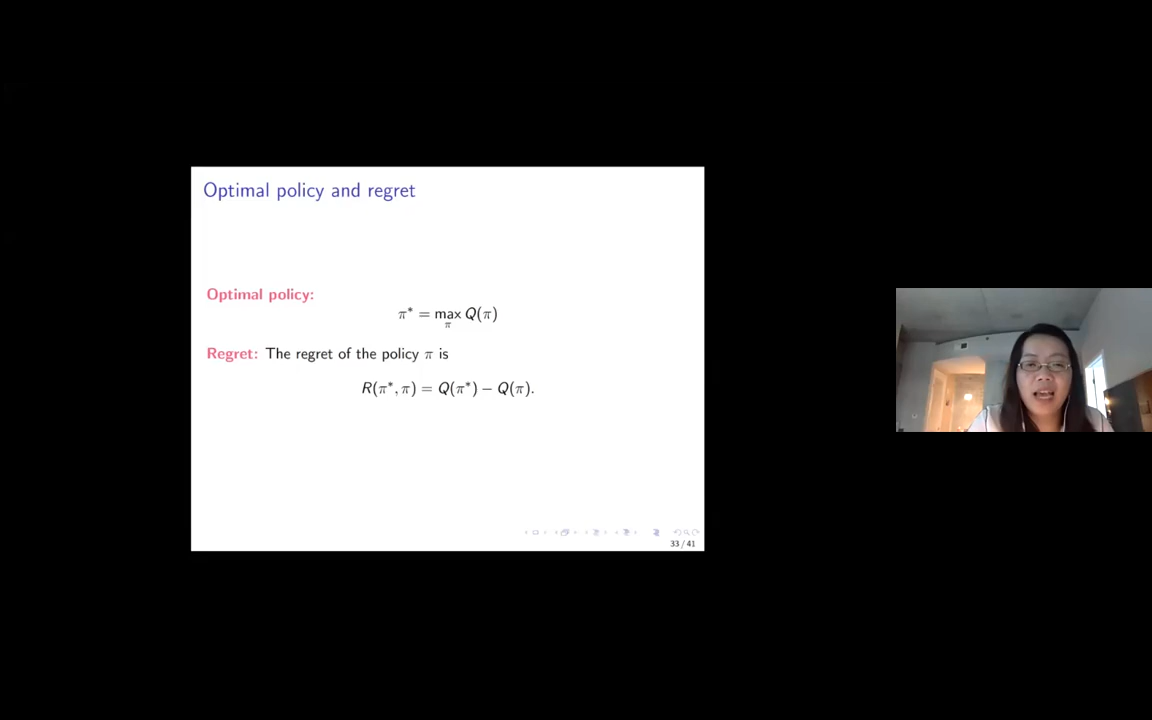 Optimal policy and regret
Optimal policy:
π* = max Q(π)
π
Regret: The regret of the policy π is
R(π*, π) = Q(π*) − Q(π).
33 / 41